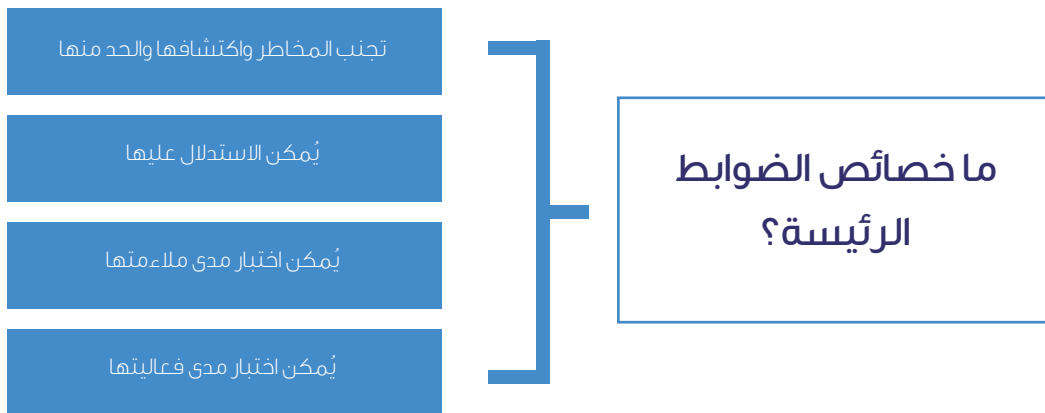 ما خصائص الضوابط
الرئيسة؟
تجنب المخاطر واكتشافها والحد منها
يُمكن الاستدلال عليها
يُمكن اختبار مدى ملاءمتها
يُمكن اختبار مدى فعاليتها